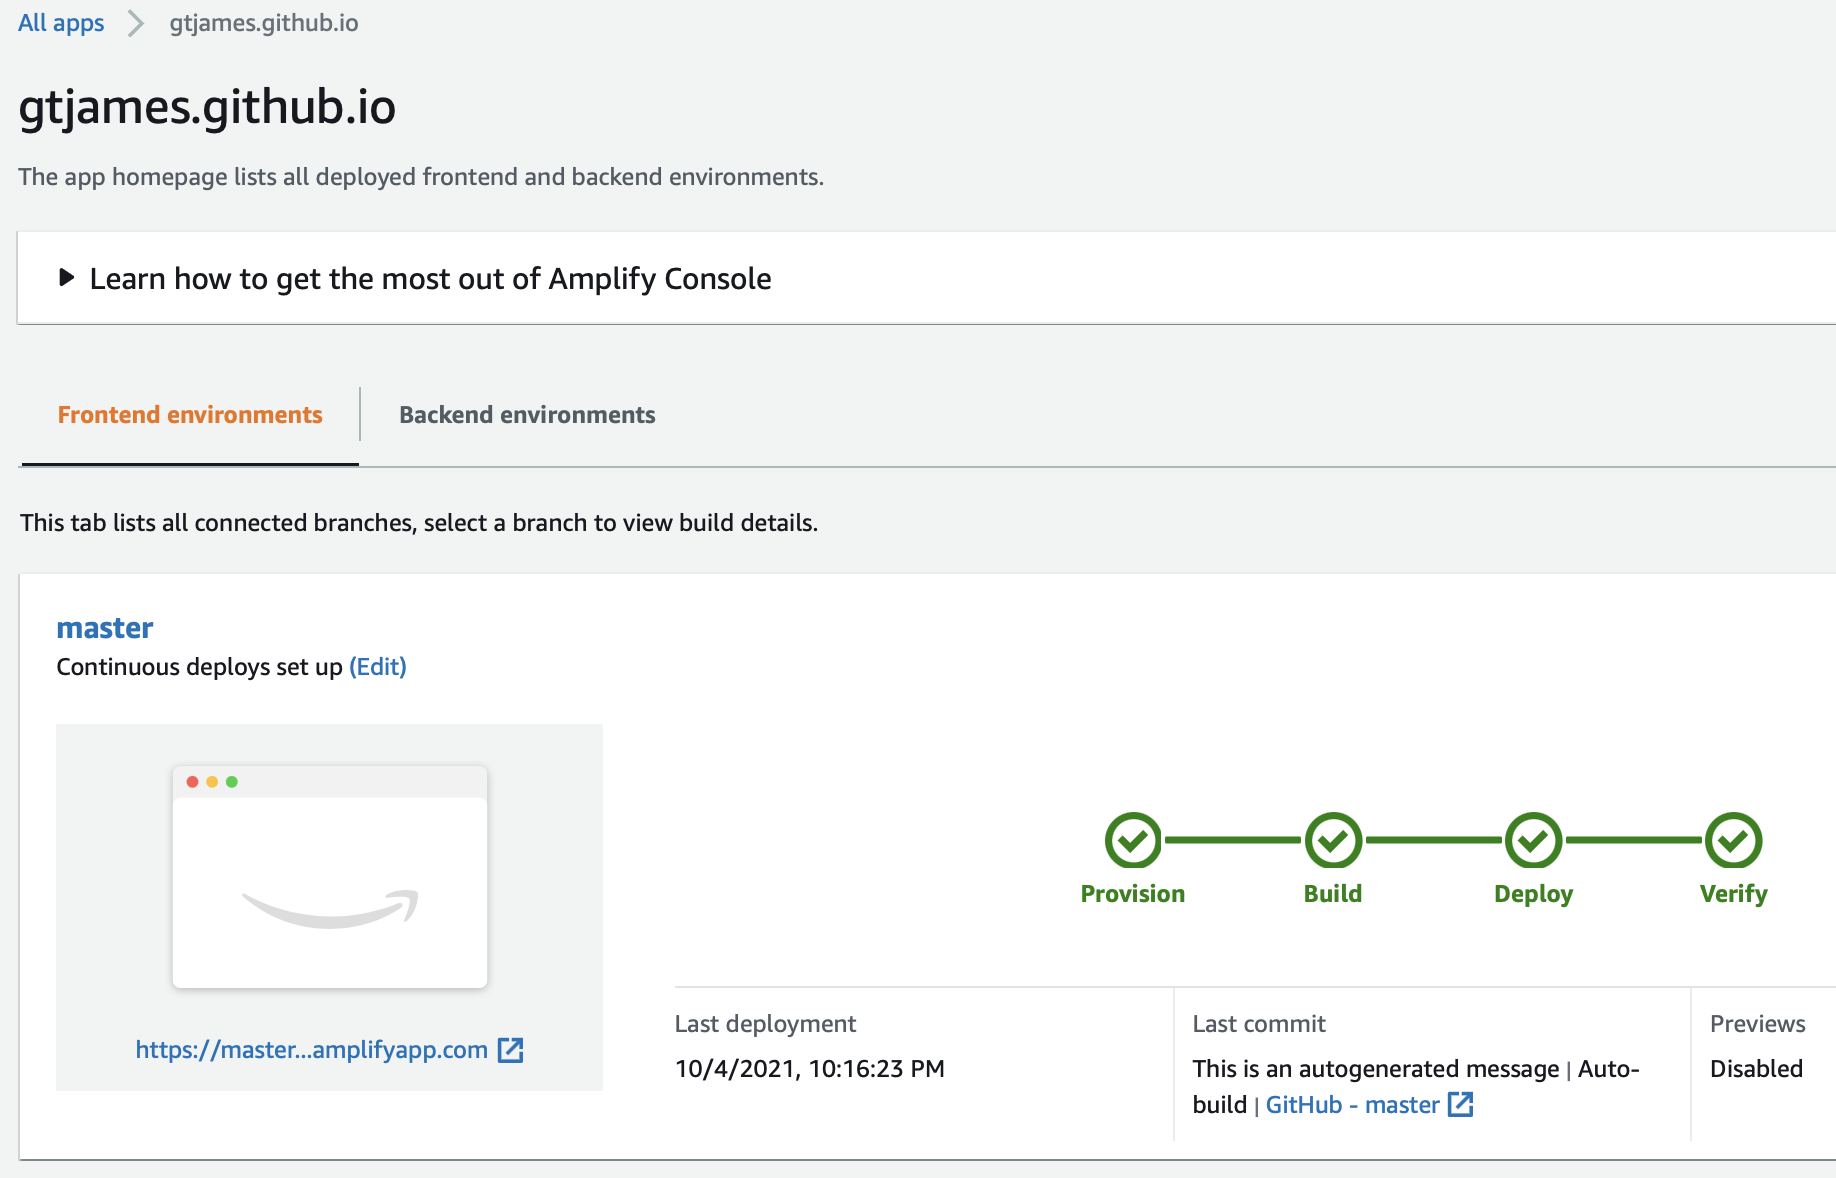 All apps
gtjames.github.io
gtjames.github.io
The app homepage lists all deployed frontend and backend environments.
Learn how to get the most out of Amplify Console
Frontend environments
Backend environments
This tab lists all connected branches, select a branch to view build details.
master
Continuous deploys set up (Edit)
https://master...amplifyapp.com
Provision
Build
Deploy
Verify
Last deployment
10/4/2021, 10:16:23 PM
Last commit
This is an autogenerated message | Auto-
build | GitHub - master
Previews
Disabled